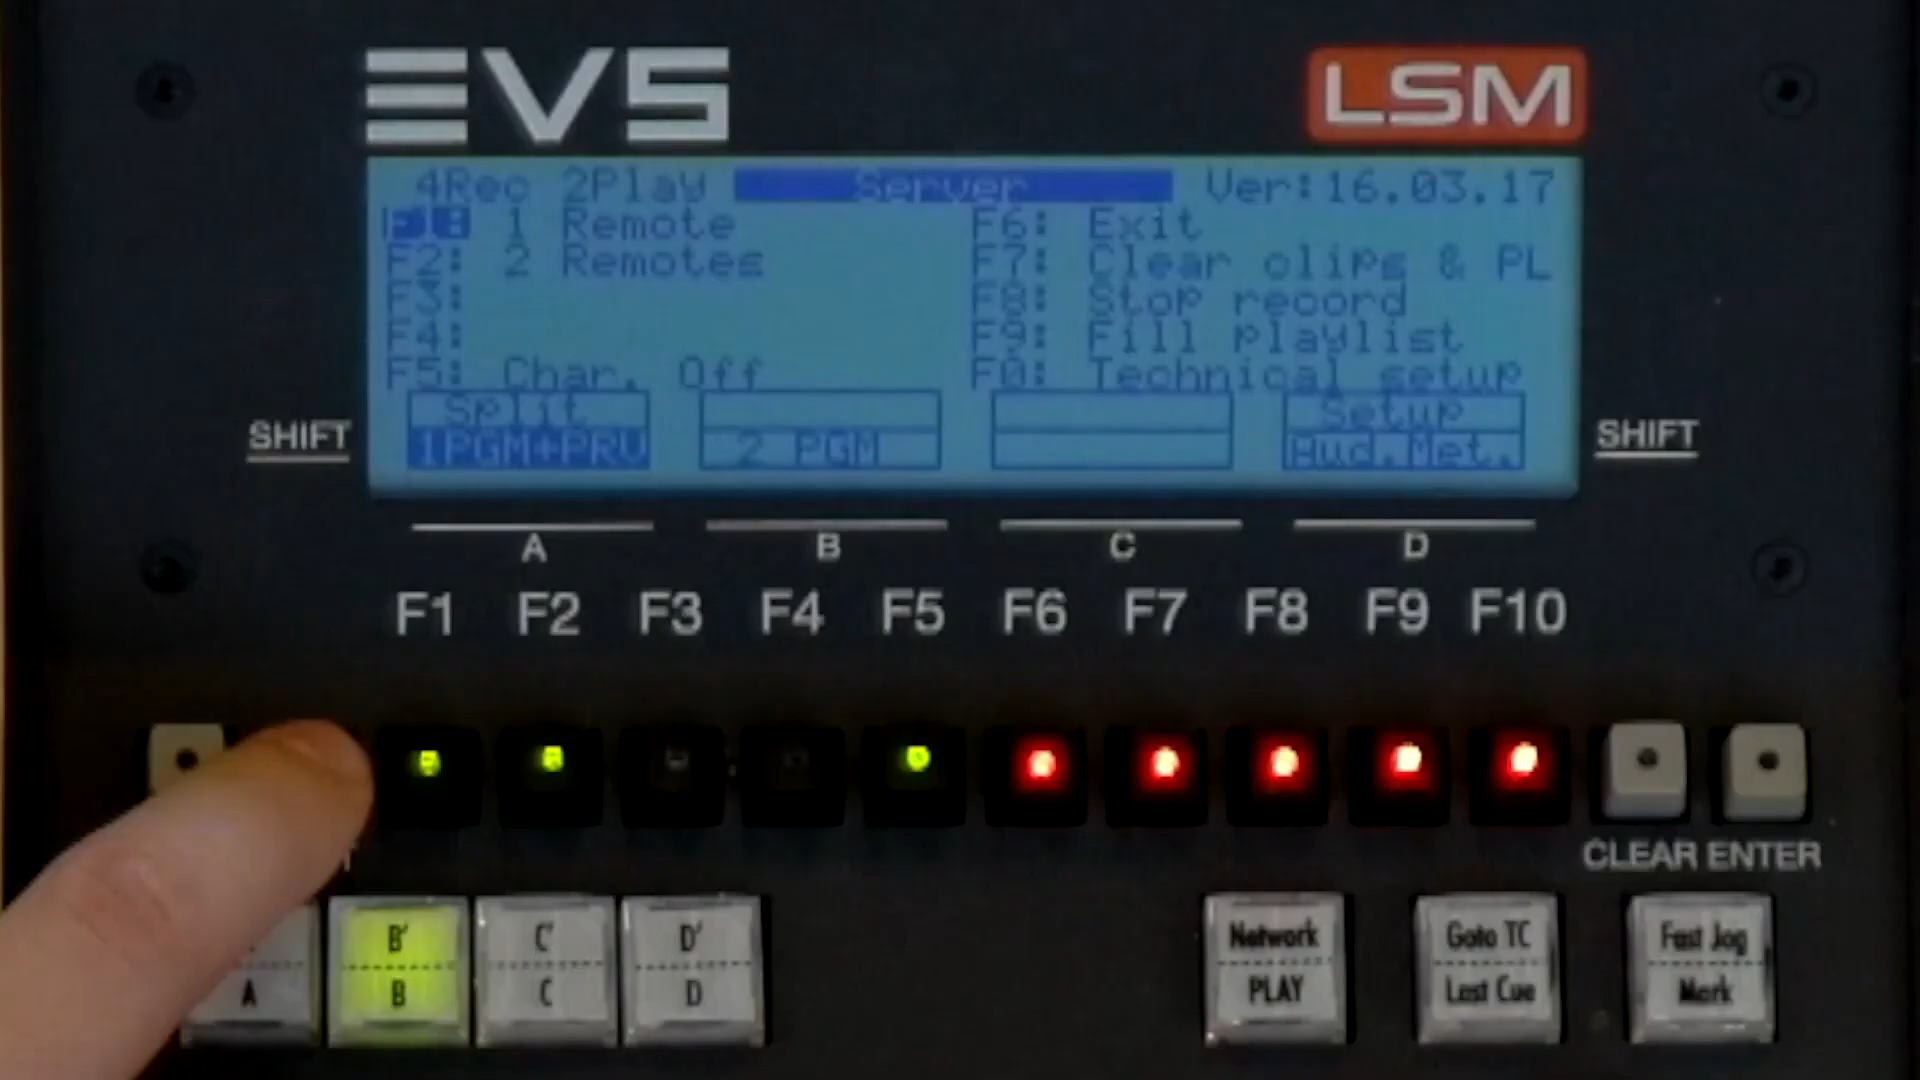 EVS
LSM
4Rec 2Play Server Ver:16.03.17
F1: 1 Remote F6: Exit
F2: 2 Remotes F7: Clear clips & PL
F3: F8: Stop record
F4: F9: Fill playlist
F5: Char. Off F0: Technical setup
Split Setup
1PGM+PRV 2 PGM Aud.Met.
SHIFT SHIFT
A B C D
F1 F2 F3 F4 F5 F6 F7 F8 F9 F10
CLEAR ENTER
B' C' D' Network Goto TC Fast Jog
A B C D PLAY Last Cue Mark